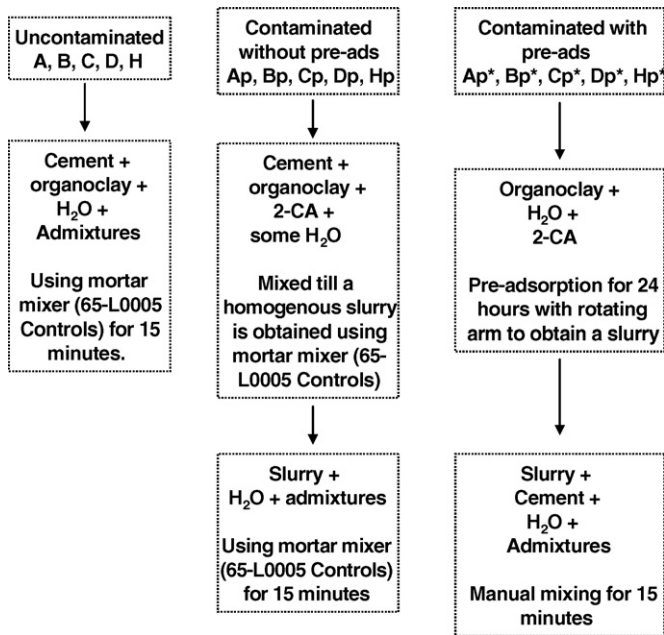 Uncontaminated
A, B, C, D, H
Cement +
organoclay +
H₂O +
Admixtures
Using mortar
mixer (65-L0005
Controls) for 15
minutes.
Contaminated
without pre-ads
Ap, Bp, Cp, Dp, Hp
Cement +
organoclay +
2-CA +
some H₂O
Mixed till a
homogenous slurry
is obtained using
mortar mixer (65-
L0005 Controls)
Slurry +
H₂O + admixtures
Using mortar mixer
(65-L0005 Controls)
for 15 minutes
Contaminated with
pre-ads
Ap*, Bp*, Cp*, Dp*, Hp*
Organoclay +
H₂O +
2-CA
Pre-adsorption for 24
hours with rotating
arm to obtain a slurry
Slurry +
Cement +
H₂O +
Admixtures
Manual mixing for 15
minutes